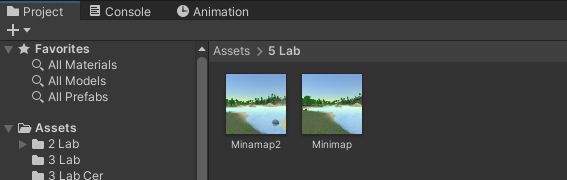 Project Console Animation
Favorites
All Materials
All Models
All Prefabs
Assets
2 Lab
3 Lab
3 Lab Cer
Assets > 5 Lab
Minamap2 Minimap